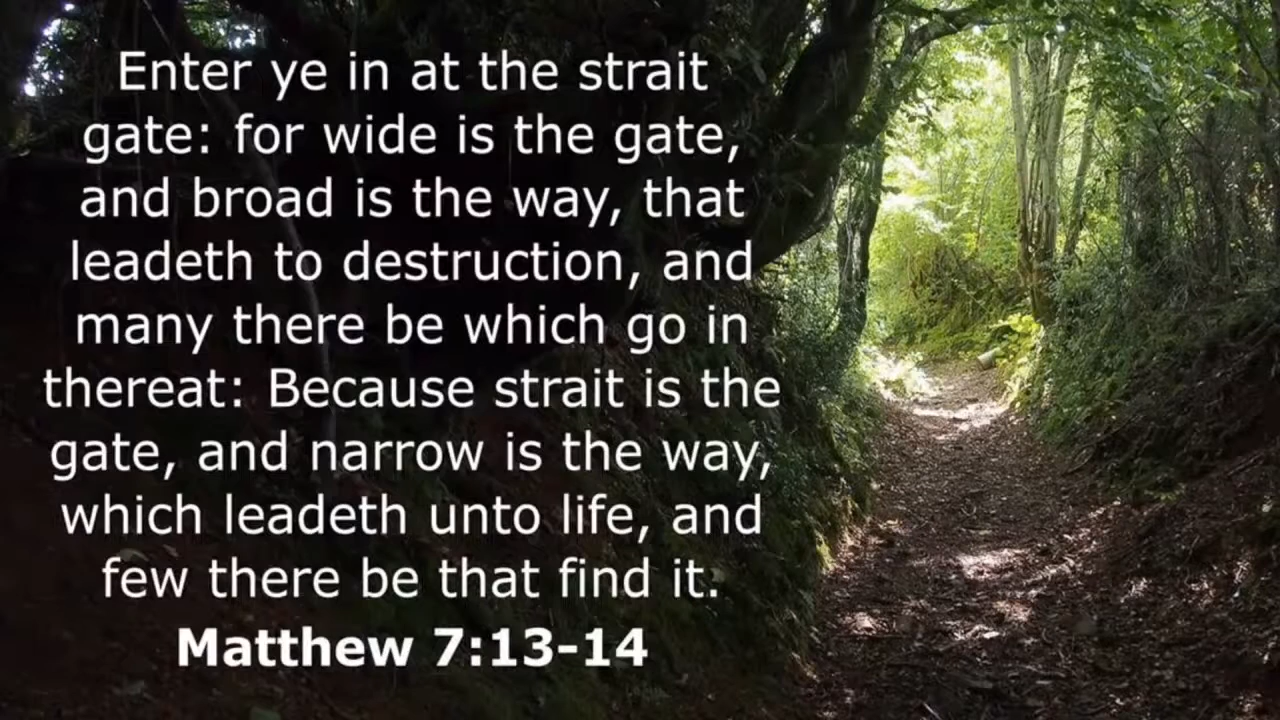 Enter ye in at the strait
gate: for wide is the gate,
and broad is the way, that
leadeth to destruction, and
many there be which go in
thereat: Because strait is the
gate, and narrow is the way,
which leadeth unto life, and
few there be that find it.
Matthew 7:13-14